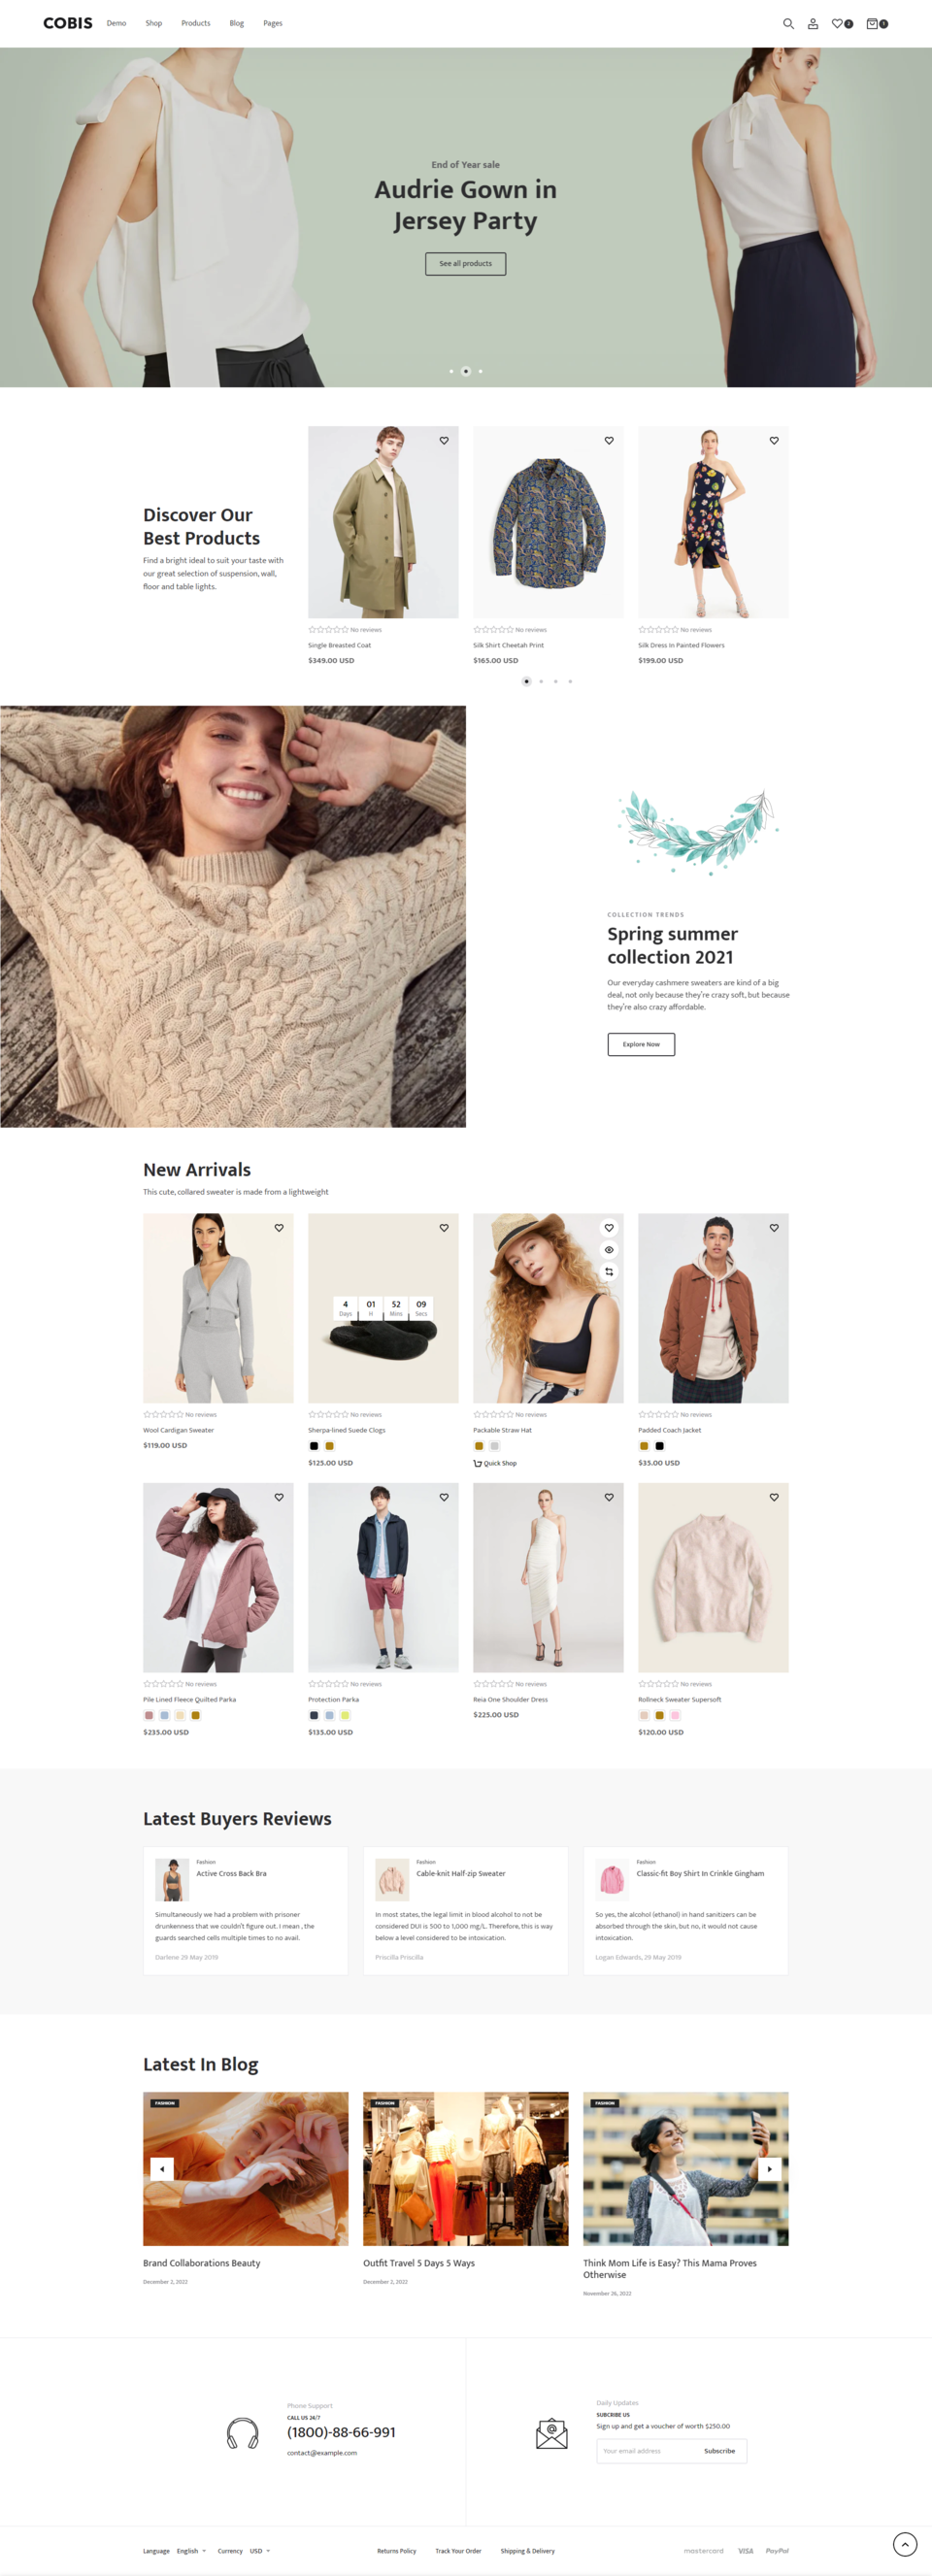 COBIS Demo Shop Products Blog Pages
2 1
End of Year sale
Audrie Gown in
Jersey Party
See all products
Discover Our
Best Products
Find a bright ideal to suit your taste with
our great selection of suspension, wall,
floor and table lights.
No reviews
Single Breasted Coat
$349.00 USD
No reviews
Silk Shirt Cheetah Print
$165.00 USD
No reviews
Silk Dress In Painted Flowers
$199.00 USD
COLLECTION TRENDS
Spring summer
collection 2021
Our everyday cashmere sweaters are kind of a big
deal, not only because they're crazy soft, but because
they're also crazy affordable.
Explore Now
New Arrivals
This cute, collared sweater is made from a lightweight
No reviews
Wool Cardigan Sweater
$119.00 USD
4 01 52 09
Days H Mins Secs
No reviews
Sherpa-lined Suede Clogs
$125.00 USD
No reviews
Packable Straw Hat
Quick Shop
No reviews
Padded Coach Jacket
$35.00 USD
No reviews
Pile Lined Fleece Quilted Parka
$235.00 USD
No reviews
Protection Parka
$135.00 USD
No reviews
Reia One Shoulder Dress
$225.00 USD
No reviews
Rollneck Sweater Supersoft
$120.00 USD
Latest Buyers Reviews
Fashion
Active Cross Back Bra
Simultaneously we had a problem with prisoner
drunkenness that we couldn't figure out. I mean , the
guards searched cells multiple times to no avail.
Darlene 29 May 2019
Fashion
Cable-knit Half-zip Sweater
In most states, the legal limit in blood alcohol to not be
considered DUI is 500 to 1,000 mg/L. Therefore, this is way
below a level considered to be intoxication.
Priscilla Priscilla
Fashion
Classic-fit Boy Shirt In Crinkle Gingham
So yes, the alcohol (ethanol) in hand sanitizers can be
absorbed through the skin, but no, it would not cause
intoxication.
Logan Edwards, 29 May 2019
Latest In Blog
FASHION
Brand Collaborations Beauty
December 2, 2022
FASHION
Outfit Travel 5 Days 5 Ways
December 2, 2022
FASHION
Think Mom Life is Easy? This Mama Proves
Otherwise
November 26, 2022
Phone Support
CALL US 24/7
(1800)-88-66-991
contact@example.com
Daily Updates
SUBCRIBE US
Sign up and get a voucher of worth $250.00
Your email address Subscribe
Language English Currency USD
Returns Policy Track Your Order Shipping & Delivery
mastercard VISA PayPal